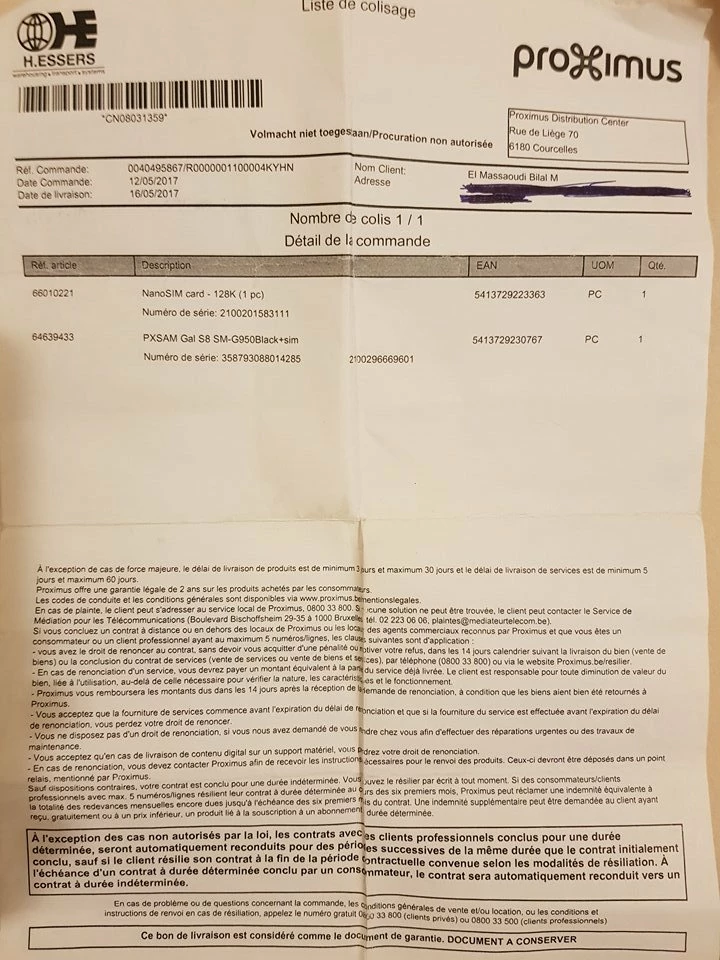 Liste de colisage
HE
H.ESSERS
warehousing • transport • systems
proximus
*CN08031359*
Volmacht niet toegestaan/Procuration non autorisée
Proximus Distribution Center
Rue de Liège 70
6180 Courcelles
Réf. Commande: 0040495867/R0000001100004KYHN
Date Commande: 12/05/2017
Date de livraison: 16/05/2017
Nom Client: El Massaoudi Bilal M
Adresse
Nombre de colis 1 / 1
Détail de la commande
Réf. article Description EAN UOM Qté.
66010221 NanoSIM card - 128K (1 pc) 5413729223363 PC 1
Numéro de série: 2100201583111
64639433 PXSAM Gal S8 SM-G950Black+sim 5413729230767 PC 1
Numéro de série: 358793088014285 2100296669601
À l'exception de cas de force majeure, le délai de livraison de produits est de minimum 3 jours et maximum 30 jours et le délai de livraison de services est de minimum 5
jours et maximum 60 jours.
Proximus offre une garantie légale de 2 ans sur les produits achetés par les consommateurs.
Les codes de conduite et les conditions générales sont disponibles via www.proximus.be/mentionslegales.
En cas de plainte, le client peut s'adresser au service local de Proximus, 0800 33 800. Si aucune solution ne peut être trouvée, le client peut contacter le Service de
Médiation pour les Télécommunications (Boulevard Bischoffsheim 29-35 à 1000 Bruxelles tél. 02 223 06 06, plaintes@mediateurtelecom.be).
Si vous concluez un contrat à distance ou en dehors des locaux de Proximus ou les locaux des agents commerciaux reconnus par Proximus et que vous êtes un
consommateur ou un client professionnel ayant au maximum 5 numéros/lignes, les clauses suivantes sont d'application :
- vous avez le droit de renoncer au contrat, sans devoir vous acquitter d'une pénalité ou motiver votre refus, dans les 14 jours calendrier suivant la livraison du bien (vente de
biens) ou la conclusion du contrat de services (vente de services ou vente de biens et services), par téléphone (0800 33 800) ou via le website Proximus.be/resilier.
- En cas de renonciation d'un service, vous devrez payer un montant équivalent à la partie du service déjà livrée. Le client est responsable pour toute diminution de valeur du
bien, liée à l'utilisation, au-delà de celle nécessaire pour vérifier la nature, les caractéristiques et le fonctionnement.
- Proximus vous remboursera les montants dus dans les 14 jours après la réception de la demande de renonciation, à condition que les biens aient bien été retournés à
Proximus.
- Vous acceptez que la fourniture de services commence avant l'expiration du délai de renonciation et que si la fourniture du service est effectuée avant l'expiration du délai
de renonciation, vous perdez votre droit de renoncer.
- Vous ne disposez pas d'un droit de renonciation, si vous nous avez demandé de vous rendre chez vous afin d'effectuer des réparations urgentes ou des travaux de
maintenance.
- Vous acceptez qu'en cas de livraison de contenu digital sur un support matériel, vous perdrez votre droit de renonciation.
- En cas de renonciation, vous devez contacter Proximus afin de recevoir les instructions nécessaires pour le renvoi des produits. Ceux-ci devront être déposés dans un point
relais, mentionné par Proximus.
Sauf dispositions contraires, votre contrat est conclu pour une durée indéterminée. Vous pouvez le résilier par écrit à tout moment. Si des consommateurs/clients
professionnels avec max. 5 numéros/lignes résilient leur contrat à durée déterminée au cours des six premiers mois, Proximus peut réclamer une indemnité équivalente à
la totalité des redevances mensuelles encore dues jusqu'à l'échéance des six premiers mois du contrat. Une indemnité supplémentaire peut être demandée au client ayant
reçu, gratuitement ou à un prix inférieur, un produit lié à la souscription à un abonnement à durée déterminée.
À l'exception des cas non autorisés par la loi, les contrats avec les clients professionnels conclus pour une durée
déterminée, seront automatiquement reconduits pour des périodes successives de la même durée que le contrat initialement
conclu, sauf si le client résilie son contrat à la fin de la période contractuelle convenue selon les modalités de résiliation. À
l'échéance d'un contrat à durée déterminée conclu par un consommateur, le contrat sera automatiquement reconduit vers un
contrat à durée indéterminée.
En cas de problème ou de questions concernant la commande, les conditions générales de vente et/ou location, ou les conditions et
instructions de renvoi en cas de résiliation, appelez le numéro gratuit 0800 33 800 (clients privés) ou 0800 33 500 (clients professionnels)
Ce bon de livraison est considéré comme le document de garantie. DOCUMENT A CONSERVER